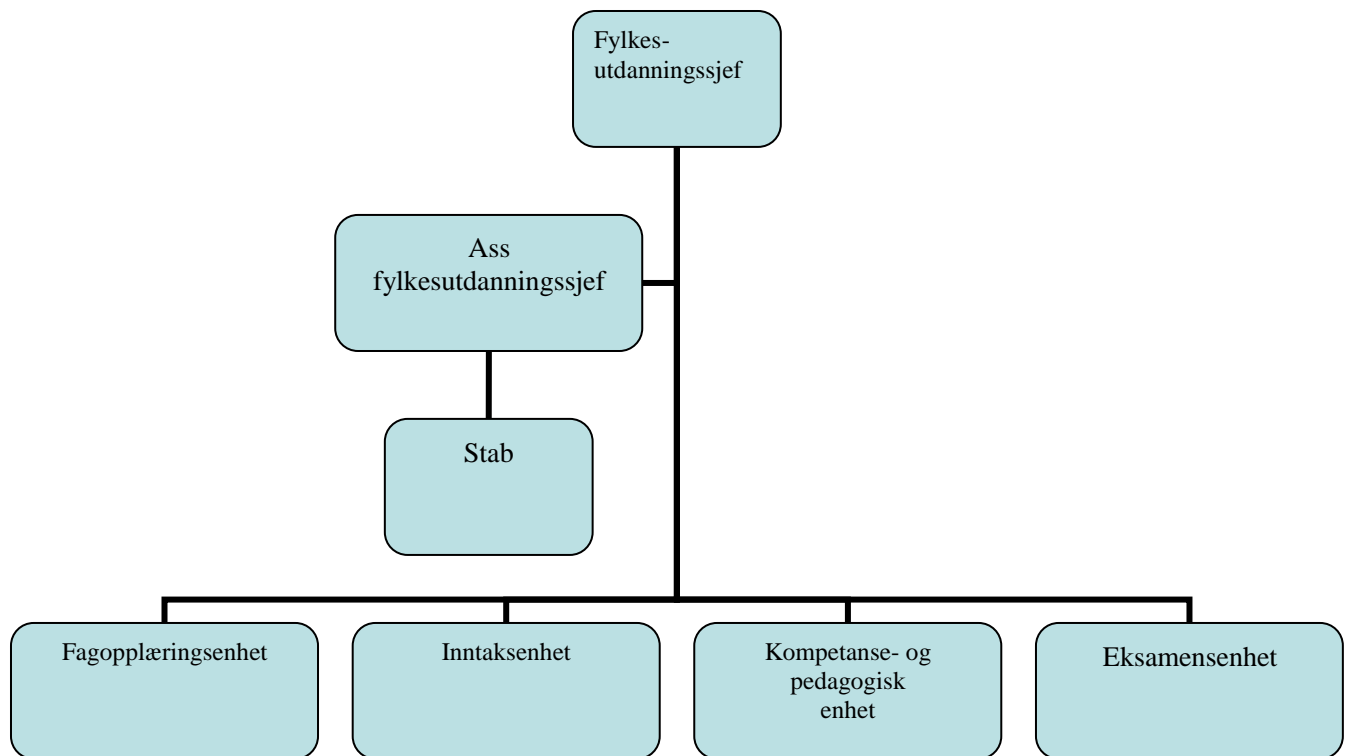 Fylkes-
utdanningssjef
Ass
fylkesutdanningssjef
Stab
Fagopplæringsenhet
Inntaksenhet
Kompetanse- og
pedagogisk
enhet
Eksamensenhet